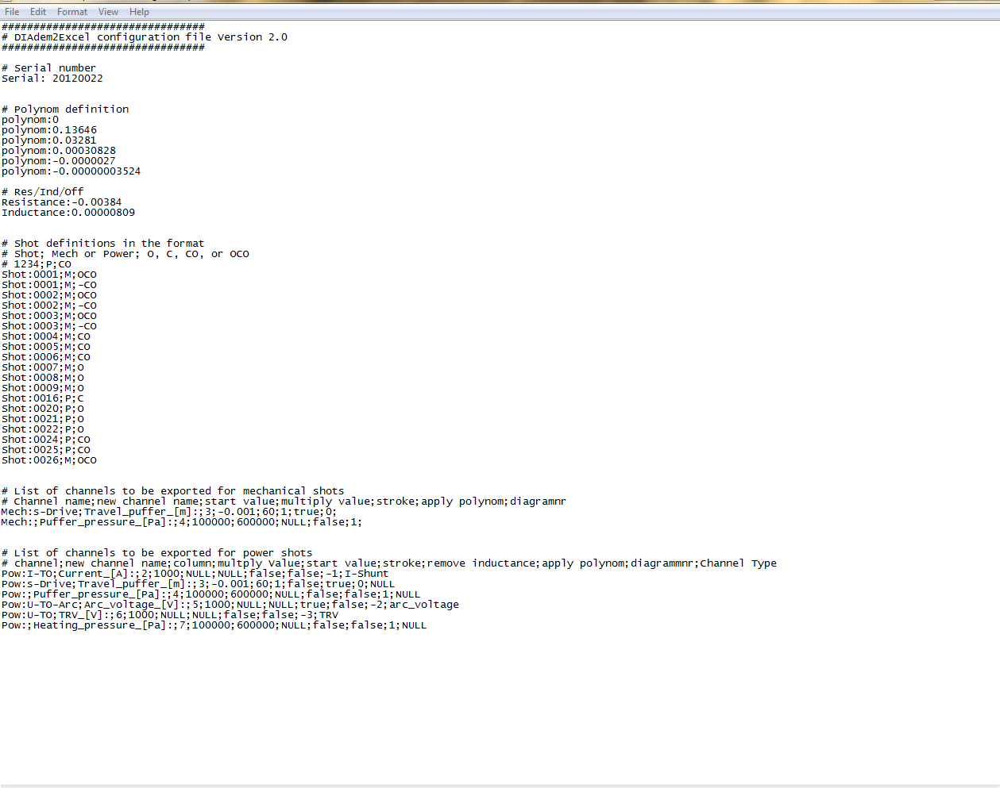 File Edit Format View Help
################################
# DIAdem2Excel configuration file Version 2.0
################################
# Serial number
Serial: 20120022
# Polynom definition
polynom:0
polynom:0.13646
polynom:0.03281
polynom:0.00030828
polynom:-0.0000027
polynom:-0.00000003524
# Res/Ind/Off
Resistance:-0.00384
Inductance:0.00000809
# Shot definitions in the format
# Shot; Mech or Power; O, C, CO, or OCO
# 1234;P;CO
Shot:0001;M;OCO
Shot:0001;M;-CO
Shot:0002;M;OCO
Shot:0002;M;-CO
Shot:0003;M;OCO
Shot:0003;M;-CO
Shot:0004;M;CO
Shot:0005;M;CO
Shot:0006;M;CO
Shot:0007;M;O
Shot:0008;M;O
Shot:0009;M;O
Shot:0016;P;C
Shot:0020;P;O
Shot:0021;P;O
Shot:0022;P;O
Shot:0024;P;CO
Shot:0025;P;CO
Shot:0026;M;OCO
# List of channels to be exported for mechanical shots
# Channel name;new channel name;start value;multiply value;stroke;apply polynom;diagramnr
Mech:s-Drive;Travel_puffer_[m]:;3;-0.001;60;1;true;0;
Mech:;Puffer_pressure_[Pa]:;4;100000;600000;NULL;false;1;
# List of channels to be exported for power shots
# channel;new channel name;column;multply Value;start value;stroke;remove inductance;apply polynom;diagrammnr;Channel Type
Pow:I-TO;Current_[A]:;2;1000;NULL;NULL;false;false;-1;I-Shunt
Pow:s-Drive;Travel_puffer_[m]:;3;-0.001;60;1;false;true;0;NULL
Pow:;Puffer_pressure_[Pa]:;4;100000;600000;NULL;false;false;1;NULL
Pow:U-TO-Arc;Arc_voltage_[V]:;5;1000;NULL;NULL;true;false;-2;arc_voltage
Pow:U-TO;TRV_[V]:;6;1000;NULL;NULL;false;false;-3;TRV
Pow:;Heating_pressure_[Pa]:;7;100000;600000;NULL;false;false;1;NULL